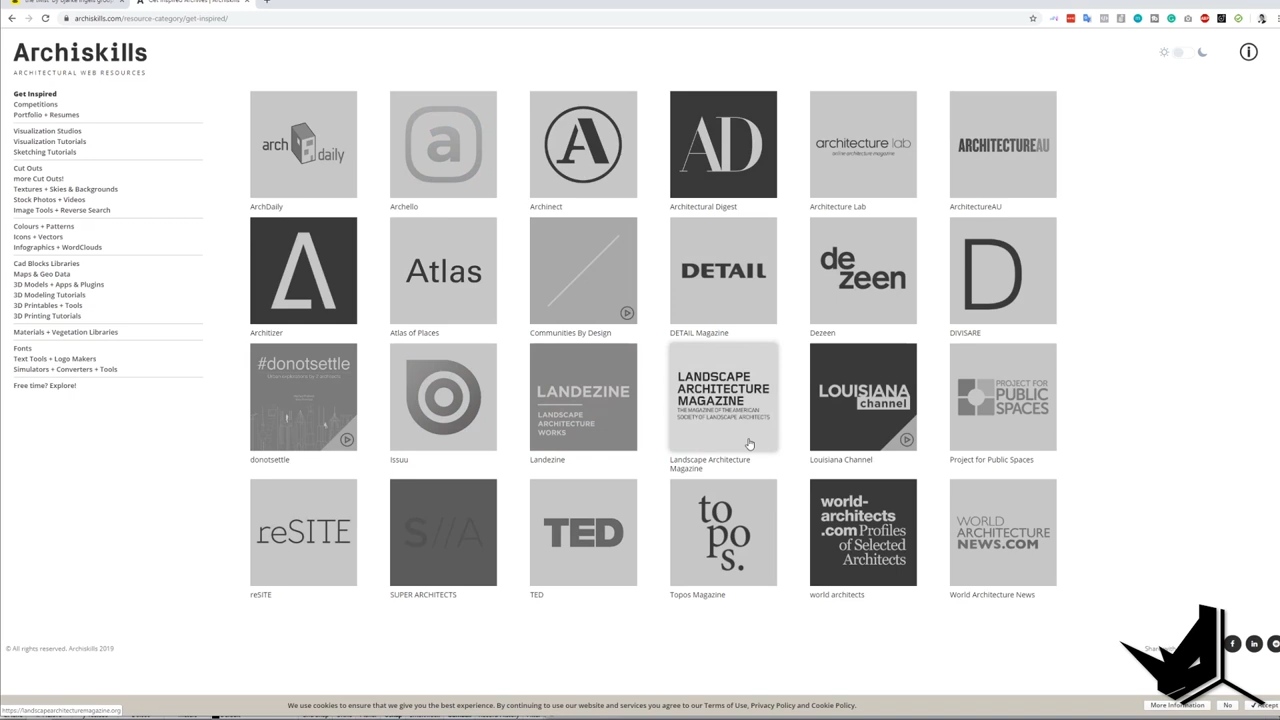 archiskills.com/resource-category/get-inspired/
Archiskills
ARCHITECTURAL WEB RESOURCES
Get Inspired
Competitions
Portfolio + Resumes
Visualization Studios
Visualization Tutorials
Sketching Tutorials
Cut Outs
more Cut Outs!
Textures + Skies & Backgrounds
Stock Photos + Videos
Image Tools + Reverse Search
Colours + Patterns
Icons + Vectors
Infographics + WordClouds
Cad Blocks Libraries
Maps & Geo Data
3D Models + Apps & Plugins
3D Modeling Tutorials
3D Printables + Tools
3D Printing Tutorials
Materials + Vegetation Libraries
Fonts
Text Tools + Logo Makers
Simulators + Converters + Tools
Free time? Explore!
arch daily
a
A
AD
architecture lab
online architecture magazine
ARCHITECTUREAU
ArchDaily
Archello
Archinect
Architectural Digest
Architecture Lab
ArchitectureAU
A
Atlas
DETAIL
de
zeen
D
Architizer
Atlas of Places
Communities By Design
DETAIL Magazine
Dezeen
DIVISARE
#donotsettle
LANDEZINE
LANDSCAPE
ARCHITECTURE
WORKS
LANDSCAPE
ARCHITECTURE
MAGAZINE
THE MAGAZINE OF THE AMERICAN
SOCIETY OF LANDSCAPE ARCHITECTS
LOUISIANA
channel
PROJECT FOR
PUBLIC
SPACES
donotsettle
Issuu
Landezine
Landscape Architecture
Magazine
Louisiana Channel
Project for Public Spaces
reSITE
S//A
TED
to
po
s.
world-
architects
.com Profiles
of Selected
Architects
WORLD
ARCHITECTURE
NEWS.COM
reSITE
SUPER ARCHITECTS
TED
Topos Magazine
world architects
World Architecture News
© All rights reserved. Archiskills 2019
https://landscapearchitecturemagazine.org
We use cookies to ensure that we give you the best experience. By continuing to use our website and services you agree to our Terms of Use, Privacy Policy and Cookie Policy.
More Information
No
Accept